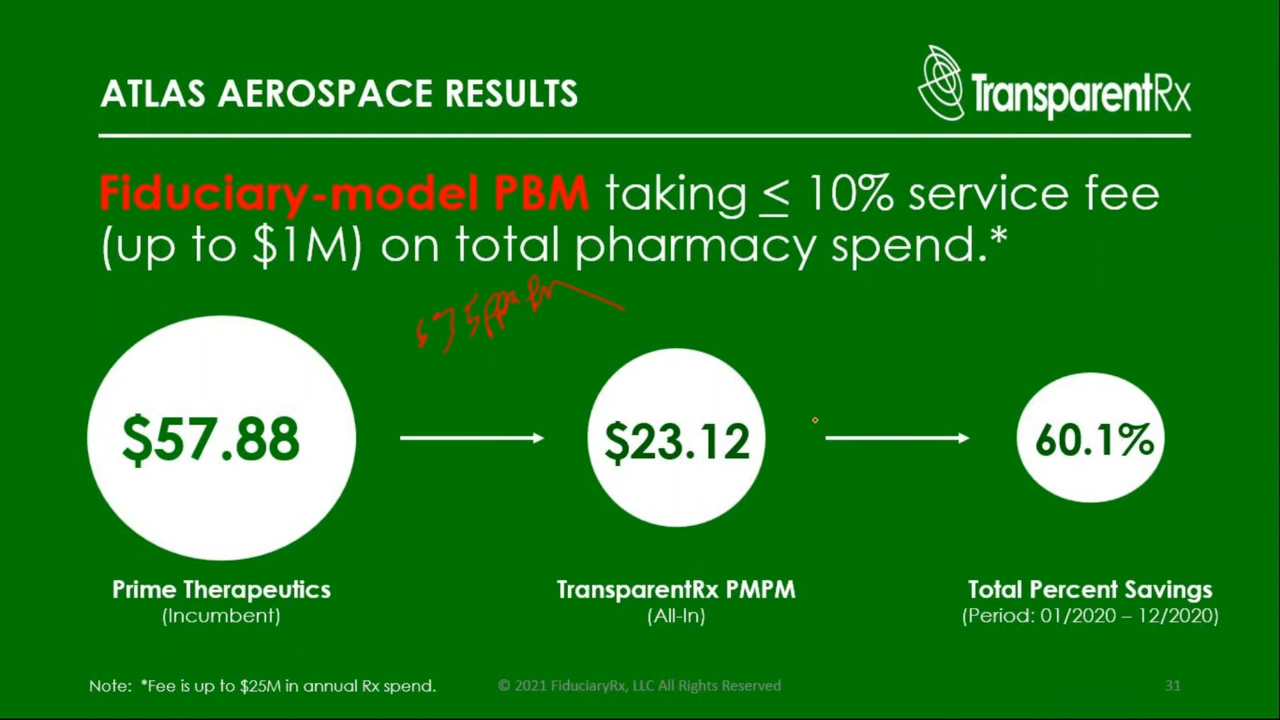 ATLAS AEROSPACE RESULTS
TransparentRx
Fiduciary-model PBM taking ≤ 10% service fee
(up to $1M) on total pharmacy spend.*
$57.88
$23.12
60.1%
Prime Therapeutics
(Incumbent)
TransparentRx PMPM
(All-In)
Total Percent Savings
(Period: 01/2020 – 12/2020)
Note: *Fee is up to $25M in annual Rx spend.
© 2021 FiduciaryRx, LLC All Rights Reserved
31